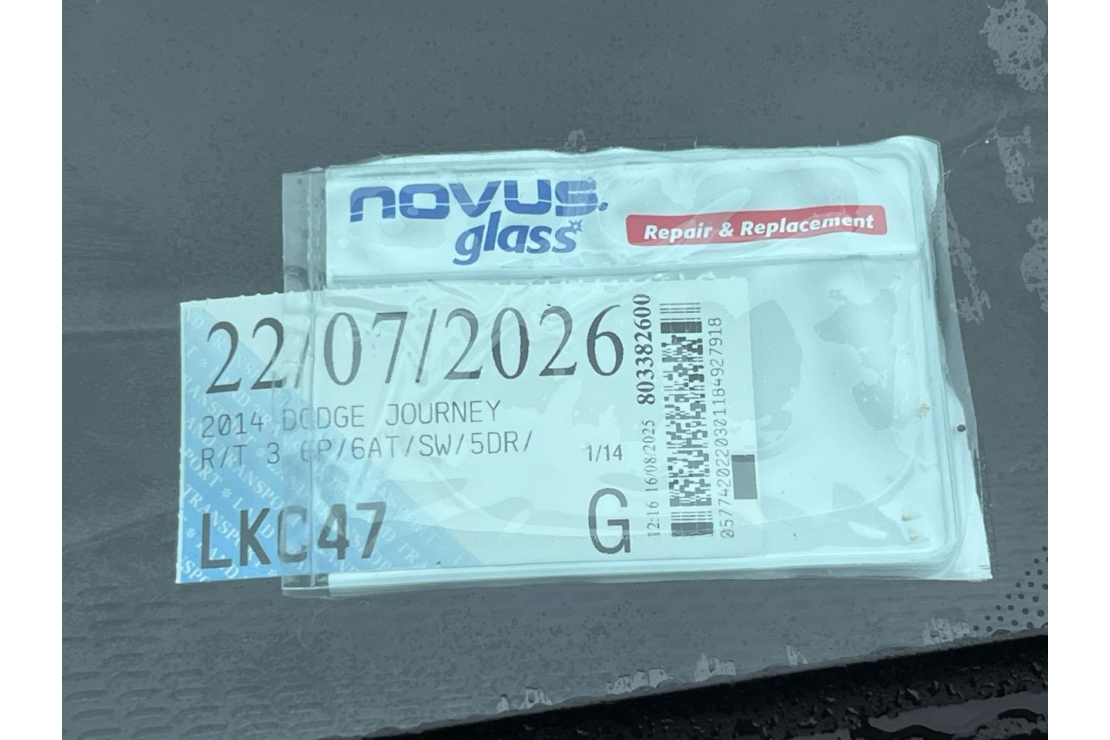 novus.
glass
Repair & Replacement
22/07/2026
2014 DODGE JOURNEY
R/T 3 6P/6AT/SW/5DR/
1/14
LKC47
G
12:16 16/08/2025 803382600
05774202203011184927918